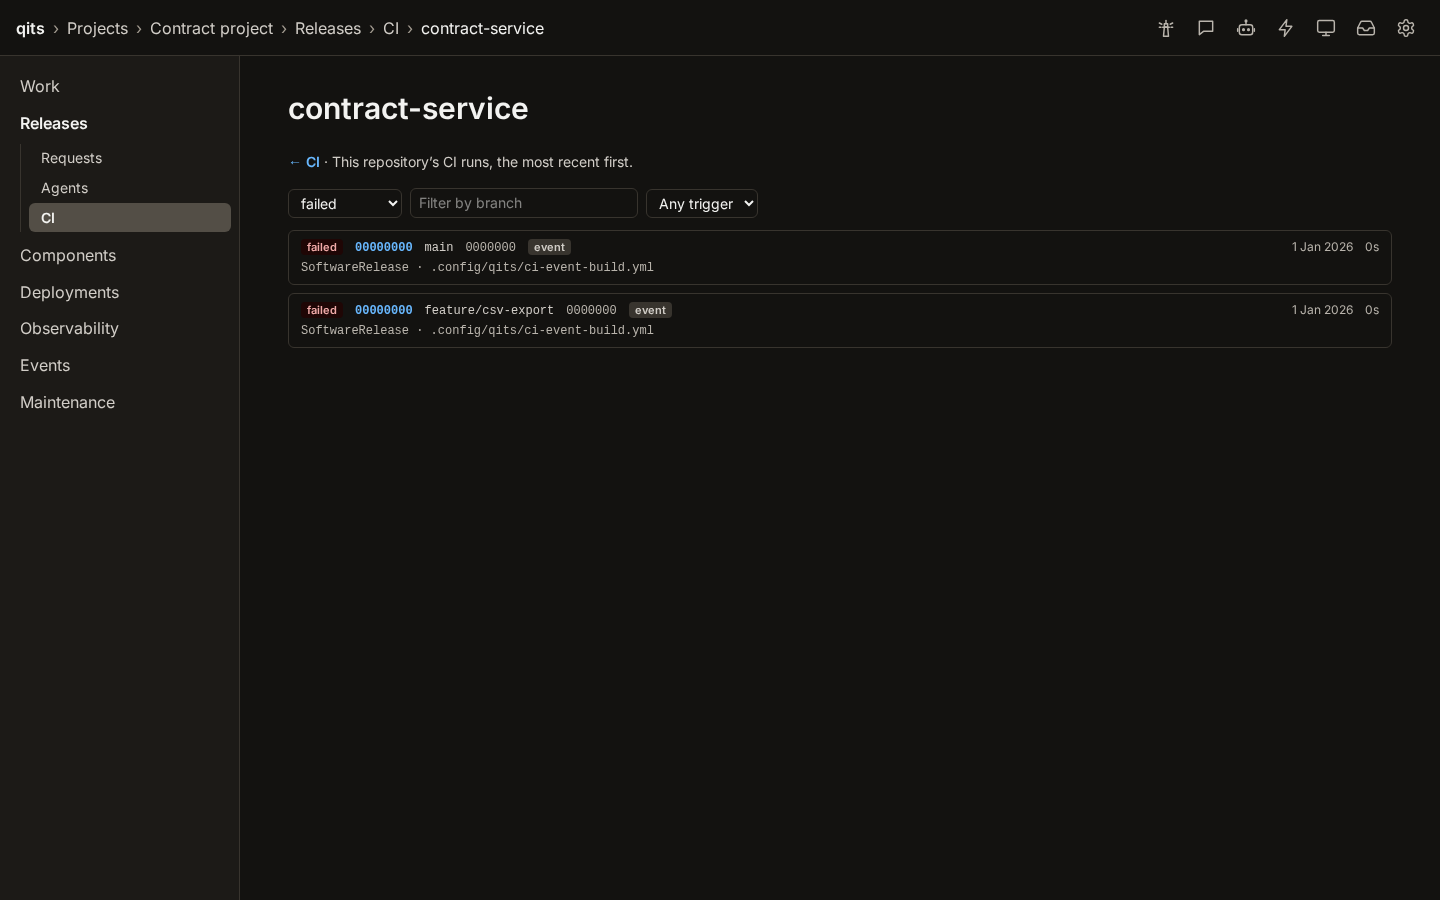 qits › Projects › Contract project › Releases › CI › contract-service
Work
Releases
Requests
Agents
CI
Components
Deployments
Observability
Events
Maintenance
contract-service
← CI · This repository’s CI runs, the most recent first.
failed Filter by branch Any trigger
failed 00000000 main 0000000 event 1 Jan 2026 0s
SoftwareRelease · .config/qits/ci-event-build.yml
failed 00000000 feature/csv-export 0000000 event 1 Jan 2026 0s
SoftwareRelease · .config/qits/ci-event-build.yml